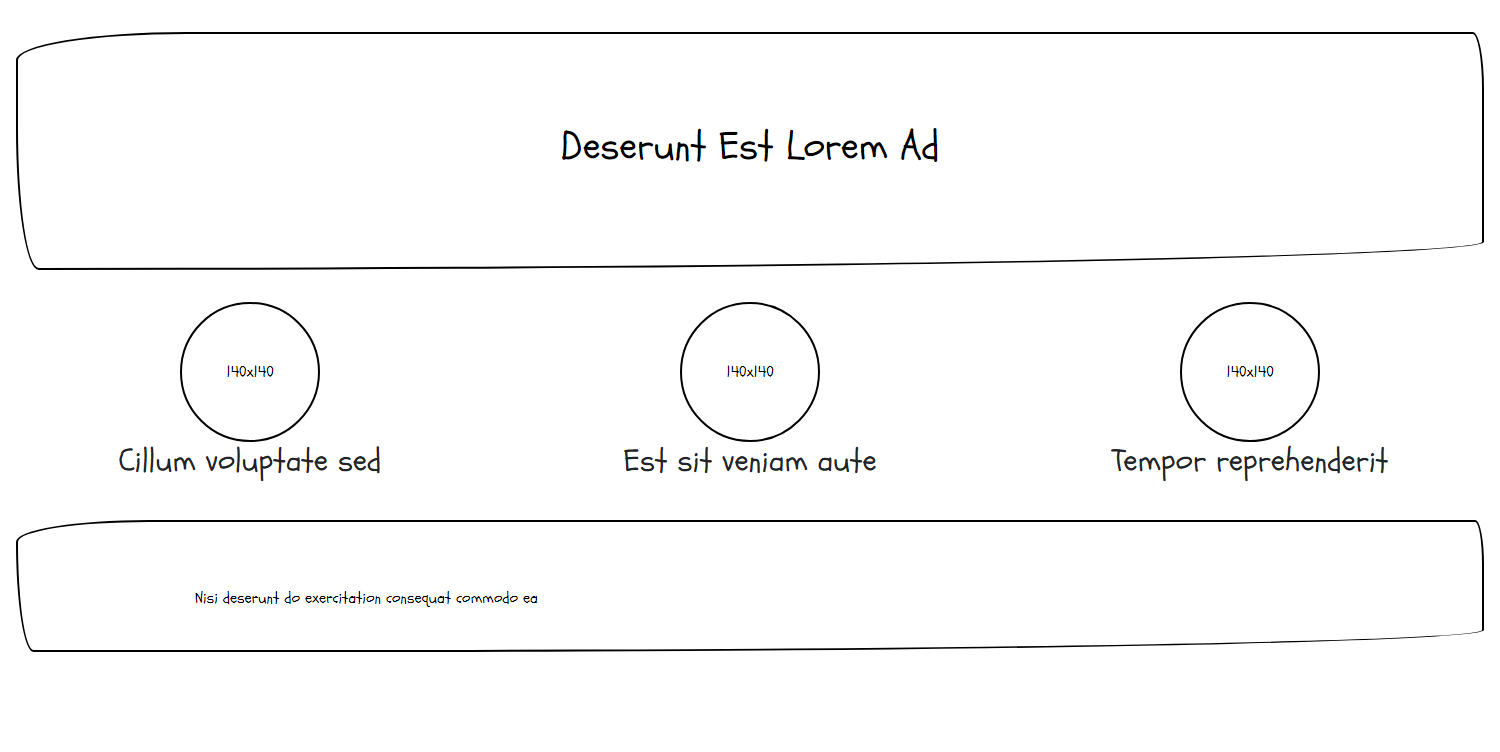 Deserunt Est Lorem Ad
140x140
140x140
140x140
Cillum voluptate sed
Est sit veniam aute
Tempor reprehenderit
Nisi deserunt do exercitation consequat commodo ea